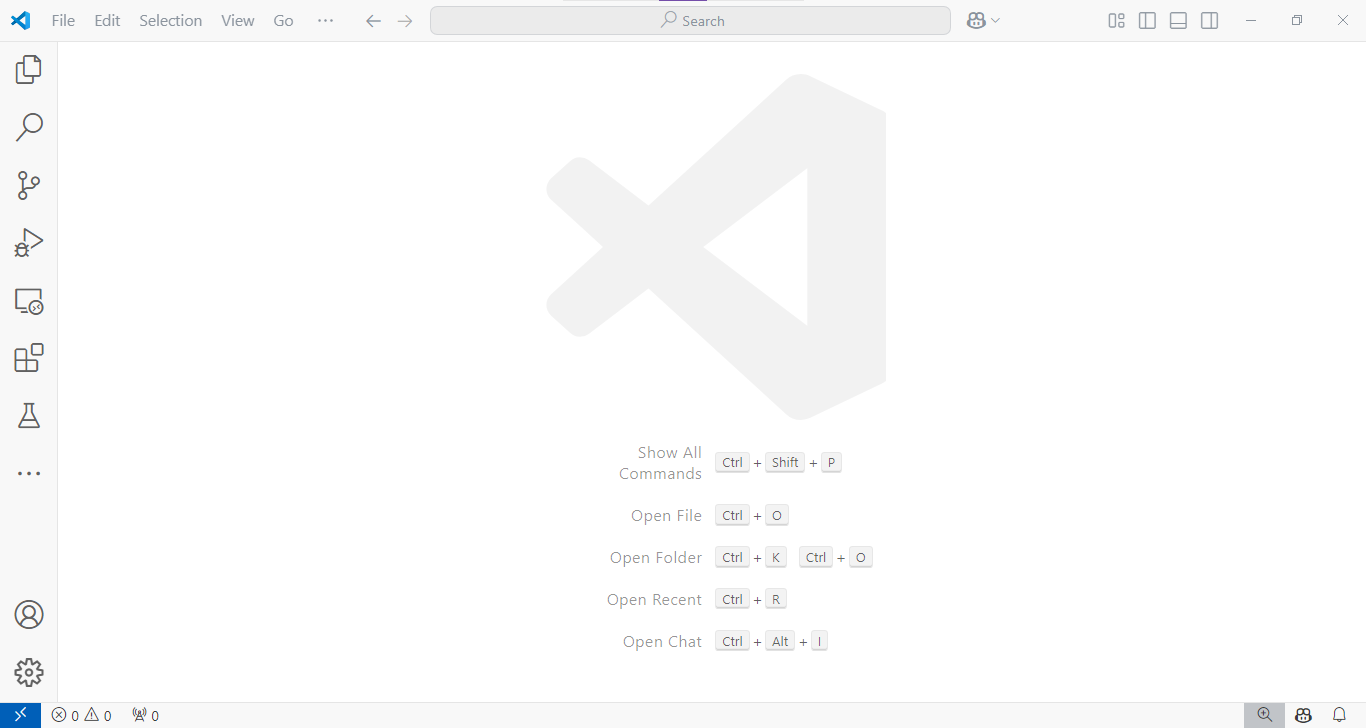 File Edit Selection View Go ···
Search
Show All
Commands
Ctrl + Shift + P
Open File Ctrl + O
Open Folder Ctrl + K Ctrl + O
Open Recent Ctrl + R
Open Chat Ctrl + Alt + I
0 0 0